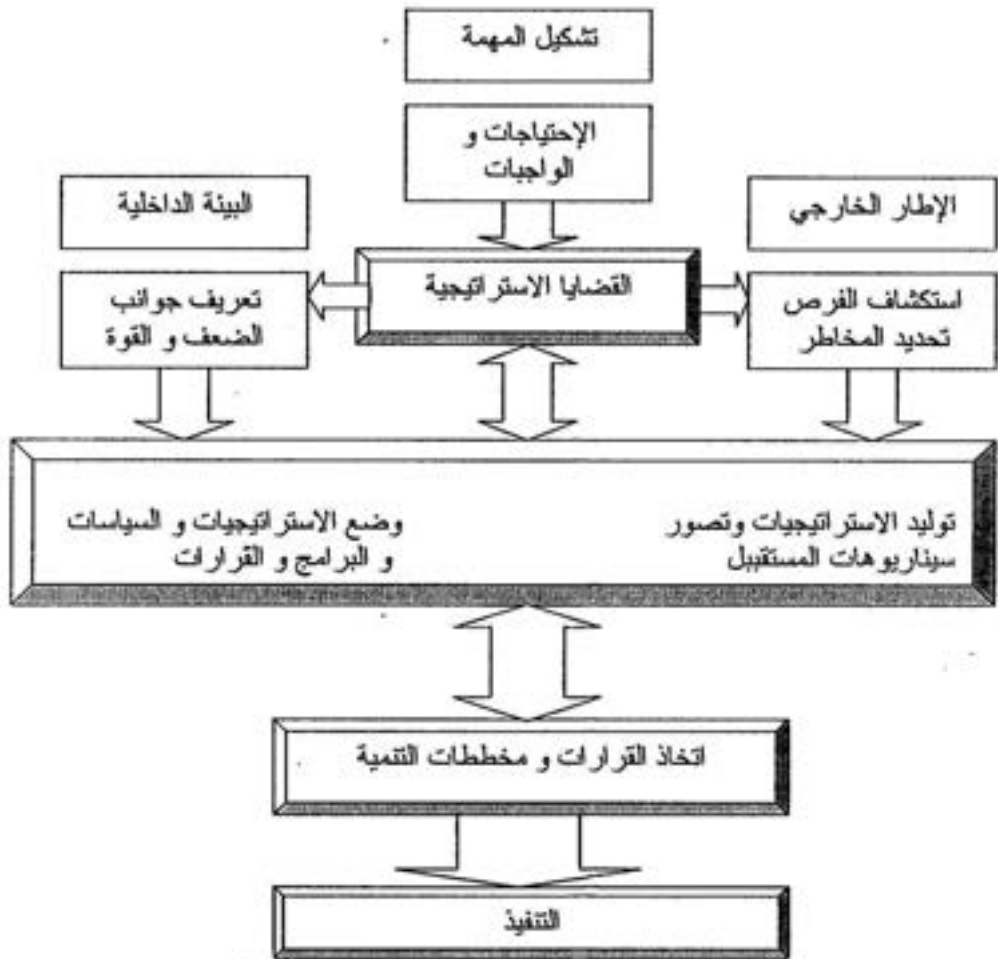 تشكيل المهمة
الإحتياجات و
الواجبات
الإطار الخارجي
استكشاف الفرص
تحديد المخاطر
القضايا الاستراتيجية
البيئة الداخلية
تعريف جوانب
الضعف و القوة
توليد الاستراتيجيات وتصور
سيناريوهات المستقبل
وضع الاستراتيجيات و السياسات
و البرامج و القرارات
اتخاذ القرارات و مخططات التنمية
التنفيذ